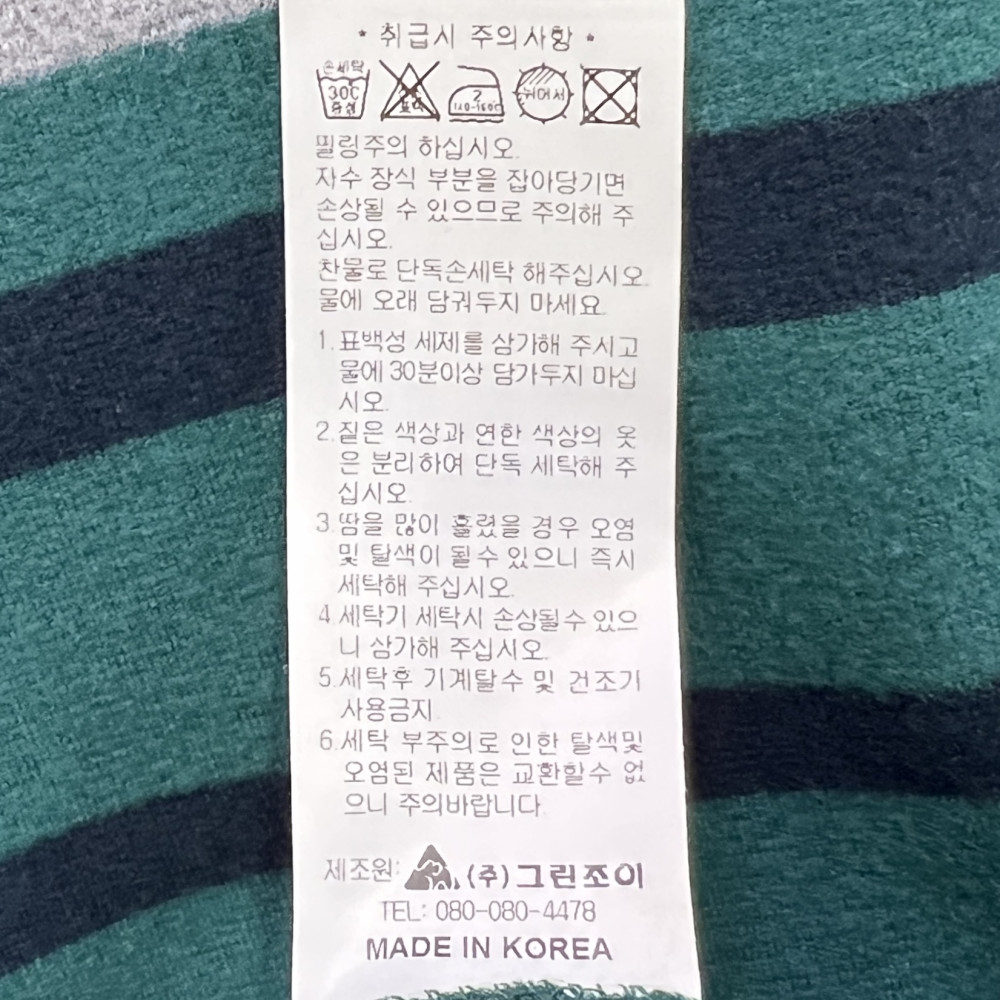 * 취급시 주의사항 *
손세탁
30℃
중성
표백
2
140-160℃
뉘어서
필링주의 하십시오.
자수 장식 부분을 잡아당기면
손상될 수 있으므로 주의해 주
십시오.
찬물로 단독손세탁 해주십시오.
물에 오래 담궈두지 마세요.
1.표백성 세제를 삼가해 주시고
물에 30분이상 담가두지 마십
시오.
2.짙은 색상과 연한 색상의 옷
은 분리하여 단독 세탁해 주
십시오.
3.땀을 많이 흘렸을 경우 오염
및 탈색이 될수 있으니 즉시
세탁해 주십시오.
4 세탁기 세탁시 손상될수 있으
니 삼가해 주십시오.
5.세탁후 기계탈수 및 건조기
사용금지.
6.세탁 부주의로 인한 탈색및
오염된 제품은 교환할수 없
으니 주의바랍니다.
제조원: (주)그린조이
TEL: 080-080-4478
MADE IN KOREA